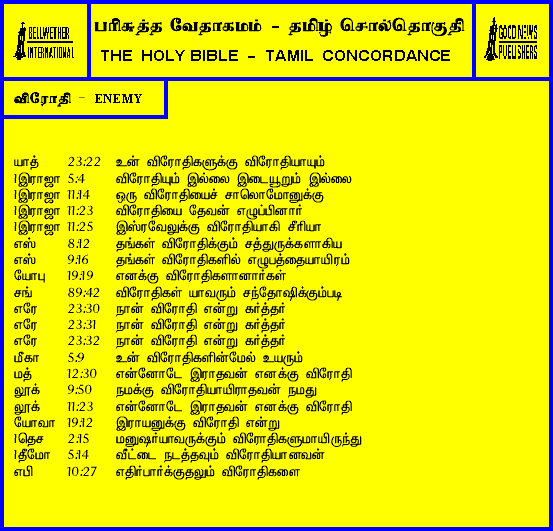 BELLWETHER
INTERNATIONAL
பரிசுத்த வேதாகமம் - தமிழ் சொல்தொகுதி
THE HOLY BIBLE - TAMIL CONCORDANCE
GOOD NEWS
PUBLISHERS
விரோதி - ENEMY
யாத் 23:22 உன் விரோதிகளுக்கு விரோதியாயும்
1இராஜா 5:4 விரோதியும் இல்லை இடையூறும் இல்லை
1இராஜா 11:14 ஒரு விரோதியைச் சாலொமோனுக்கு
1இராஜா 11:23 விரோதியை தேவன் எழுப்பினார்
1இராஜா 11:25 இஸ்ரவேலுக்கு விரோதியாகி சீரியா
எஸ் 8:12 தங்கள் விரோதிக்கும் சத்துருக்களாகிய
எஸ் 9:16 தங்கள் விரோதிகளில் எழுபத்தையாயிரம்
யோபு 19:19 எனக்கு விரோதிகளானார்கள்
சங் 89:42 விரோதிகள் யாவரும் சந்தோஷிக்கும்படி
எரே 23:30 நான் விரோதி என்று கர்த்தர்
எரே 23:31 நான் விரோதி என்று கர்த்தர்
எரே 23:32 நான் விரோதி என்று கர்த்தர்
மீகா 5:9 உன் விரோதிகளின்மேல் உயரும்
மத் 12:30 என்னோடே இராதவன் எனக்கு விரோதி
லூக் 9:50 நமக்கு விரோதியாயிராதவன் நமது
லூக் 11:23 என்னோடே இராதவன் எனக்கு விரோதி
யோவா 19:12 இராயனுக்கு விரோதி என்று
1தெச 2:15 மனுஷர்யாவருக்கும் விரோதிகளுமாயிருந்து
1தீமோ 5:14 வீட்டை நடத்தவும் விரோதியானவன்
எபி 10:27 எதிர்பார்க்குதலும் விரோதிகளை